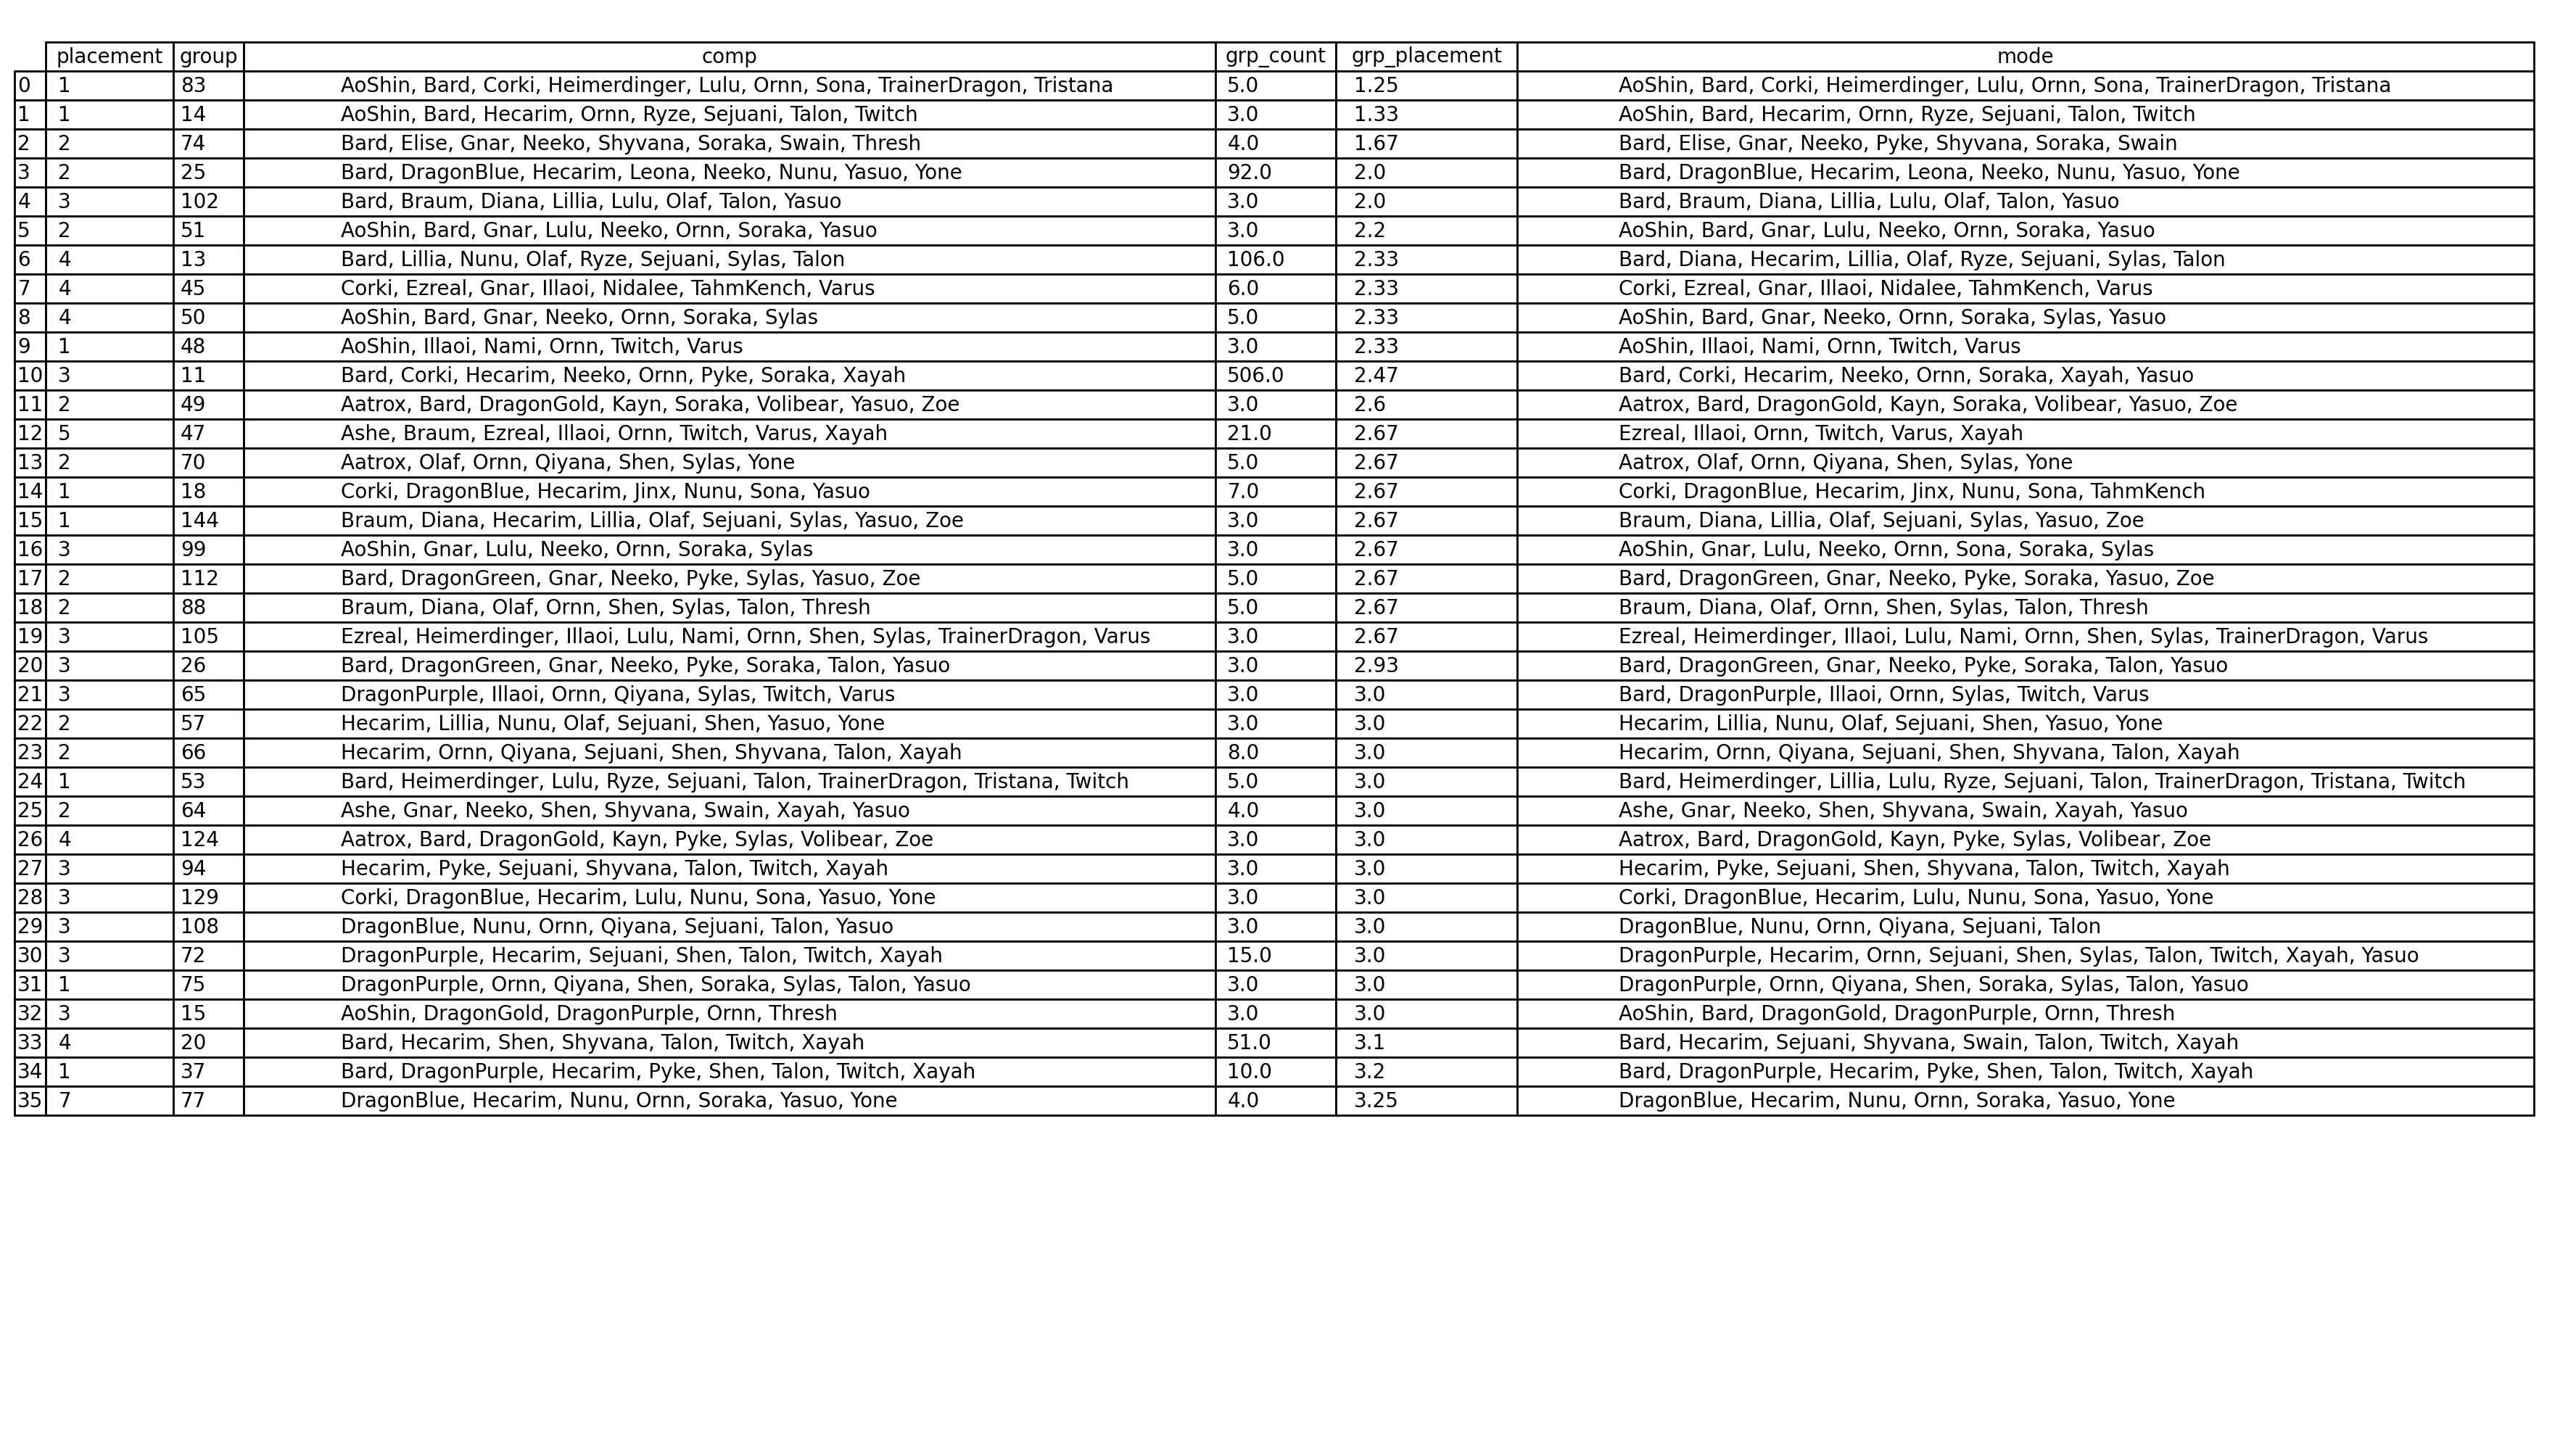 placement group comp grp_count grp_placement mode
0 1 83 AoShin, Bard, Corki, Heimerdinger, Lulu, Ornn, Sona, TrainerDragon, Tristana 5.0 1.25 AoShin, Bard, Corki, Heimerdinger, Lulu, Ornn, Sona, TrainerDragon, Tristana
1 1 14 AoShin, Bard, Hecarim, Ornn, Ryze, Sejuani, Talon, Twitch 3.0 1.33 AoShin, Bard, Hecarim, Ornn, Ryze, Sejuani, Talon, Twitch
2 2 74 Bard, Elise, Gnar, Neeko, Shyvana, Soraka, Swain, Thresh 4.0 1.67 Bard, Elise, Gnar, Neeko, Pyke, Shyvana, Soraka, Swain
3 2 25 Bard, DragonBlue, Hecarim, Leona, Neeko, Nunu, Yasuo, Yone 92.0 2.0 Bard, DragonBlue, Hecarim, Leona, Neeko, Nunu, Yasuo, Yone
4 3 102 Bard, Braum, Diana, Lillia, Lulu, Olaf, Talon, Yasuo 3.0 2.0 Bard, Braum, Diana, Lillia, Lulu, Olaf, Talon, Yasuo
5 2 51 AoShin, Bard, Gnar, Lulu, Neeko, Ornn, Soraka, Yasuo 3.0 2.2 AoShin, Bard, Gnar, Lulu, Neeko, Ornn, Soraka, Yasuo
6 4 13 Bard, Lillia, Nunu, Olaf, Ryze, Sejuani, Sylas, Talon 106.0 2.33 Bard, Diana, Hecarim, Lillia, Olaf, Ryze, Sejuani, Sylas, Talon
7 4 45 Corki, Ezreal, Gnar, Illaoi, Nidalee, TahmKench, Varus 6.0 2.33 Corki, Ezreal, Gnar, Illaoi, Nidalee, TahmKench, Varus
8 4 50 AoShin, Bard, Gnar, Neeko, Ornn, Soraka, Sylas 5.0 2.33 AoShin, Bard, Gnar, Neeko, Ornn, Soraka, Sylas, Yasuo
9 1 48 AoShin, Illaoi, Nami, Ornn, Twitch, Varus 3.0 2.33 AoShin, Illaoi, Nami, Ornn, Twitch, Varus
10 3 11 Bard, Corki, Hecarim, Neeko, Ornn, Pyke, Soraka, Xayah 506.0 2.47 Bard, Corki, Hecarim, Neeko, Ornn, Soraka, Xayah, Yasuo
11 2 49 Aatrox, Bard, DragonGold, Kayn, Soraka, Volibear, Yasuo, Zoe 3.0 2.6 Aatrox, Bard, DragonGold, Kayn, Soraka, Volibear, Yasuo, Zoe
12 5 47 Ashe, Braum, Ezreal, Illaoi, Ornn, Twitch, Varus, Xayah 21.0 2.67 Ezreal, Illaoi, Ornn, Twitch, Varus, Xayah
13 2 70 Aatrox, Olaf, Ornn, Qiyana, Shen, Sylas, Yone 5.0 2.67 Aatrox, Olaf, Ornn, Qiyana, Shen, Sylas, Yone
14 1 18 Corki, DragonBlue, Hecarim, Jinx, Nunu, Sona, Yasuo 7.0 2.67 Corki, DragonBlue, Hecarim, Jinx, Nunu, Sona, TahmKench
15 1 144 Braum, Diana, Hecarim, Lillia, Olaf, Sejuani, Sylas, Yasuo, Zoe 3.0 2.67 Braum, Diana, Lillia, Olaf, Sejuani, Sylas, Yasuo, Zoe
16 3 99 AoShin, Gnar, Lulu, Neeko, Ornn, Soraka, Sylas 3.0 2.67 AoShin, Gnar, Lulu, Neeko, Ornn, Sona, Soraka, Sylas
17 2 112 Bard, DragonGreen, Gnar, Neeko, Pyke, Sylas, Yasuo, Zoe 5.0 2.67 Bard, DragonGreen, Gnar, Neeko, Pyke, Soraka, Yasuo, Zoe
18 2 88 Braum, Diana, Olaf, Ornn, Shen, Sylas, Talon, Thresh 5.0 2.67 Braum, Diana, Olaf, Ornn, Shen, Sylas, Talon, Thresh
19 3 105 Ezreal, Heimerdinger, Illaoi, Lulu, Nami, Ornn, Shen, Sylas, TrainerDragon, Varus 3.0 2.67 Ezreal, Heimerdinger, Illaoi, Lulu, Nami, Ornn, Shen, Sylas, TrainerDragon, Varus
20 3 26 Bard, DragonGreen, Gnar, Neeko, Pyke, Soraka, Talon, Yasuo 3.0 2.93 Bard, DragonGreen, Gnar, Neeko, Pyke, Soraka, Talon, Yasuo
21 3 65 DragonPurple, Illaoi, Ornn, Qiyana, Sylas, Twitch, Varus 3.0 3.0 Bard, DragonPurple, Illaoi, Ornn, Sylas, Twitch, Varus
22 2 57 Hecarim, Lillia, Nunu, Olaf, Sejuani, Shen, Yasuo, Yone 3.0 3.0 Hecarim, Lillia, Nunu, Olaf, Sejuani, Shen, Yasuo, Yone
23 2 66 Hecarim, Ornn, Qiyana, Sejuani, Shen, Shyvana, Talon, Xayah 8.0 3.0 Hecarim, Ornn, Qiyana, Sejuani, Shen, Shyvana, Talon, Xayah
24 1 53 Bard, Heimerdinger, Lulu, Ryze, Sejuani, Talon, TrainerDragon, Tristana, Twitch 5.0 3.0 Bard, Heimerdinger, Lillia, Lulu, Ryze, Sejuani, Talon, TrainerDragon, Tristana, Twitch
25 2 64 Ashe, Gnar, Neeko, Shen, Shyvana, Swain, Xayah, Yasuo 4.0 3.0 Ashe, Gnar, Neeko, Shen, Shyvana, Swain, Xayah, Yasuo
26 4 124 Aatrox, Bard, DragonGold, Kayn, Pyke, Sylas, Volibear, Zoe 3.0 3.0 Aatrox, Bard, DragonGold, Kayn, Pyke, Sylas, Volibear, Zoe
27 3 94 Hecarim, Pyke, Sejuani, Shyvana, Talon, Twitch, Xayah 3.0 3.0 Hecarim, Pyke, Sejuani, Shen, Shyvana, Talon, Twitch, Xayah
28 3 129 Corki, DragonBlue, Hecarim, Lulu, Nunu, Sona, Yasuo, Yone 3.0 3.0 Corki, DragonBlue, Hecarim, Lulu, Nunu, Sona, Yasuo, Yone
29 3 108 DragonBlue, Nunu, Ornn, Qiyana, Sejuani, Talon, Yasuo 3.0 3.0 DragonBlue, Nunu, Ornn, Qiyana, Sejuani, Talon
30 3 72 DragonPurple, Hecarim, Sejuani, Shen, Talon, Twitch, Xayah 15.0 3.0 DragonPurple, Hecarim, Ornn, Sejuani, Shen, Sylas, Talon, Twitch, Xayah, Yasuo
31 1 75 DragonPurple, Ornn, Qiyana, Shen, Soraka, Sylas, Talon, Yasuo 3.0 3.0 DragonPurple, Ornn, Qiyana, Shen, Soraka, Sylas, Talon, Yasuo
32 3 15 AoShin, DragonGold, DragonPurple, Ornn, Thresh 3.0 3.0 AoShin, Bard, DragonGold, DragonPurple, Ornn, Thresh
33 4 20 Bard, Hecarim, Shen, Shyvana, Talon, Twitch, Xayah 51.0 3.1 Bard, Hecarim, Sejuani, Shyvana, Swain, Talon, Twitch, Xayah
34 1 37 Bard, DragonPurple, Hecarim, Pyke, Shen, Talon, Twitch, Xayah 10.0 3.2 Bard, DragonPurple, Hecarim, Pyke, Shen, Talon, Twitch, Xayah
35 7 77 DragonBlue, Hecarim, Nunu, Ornn, Soraka, Yasuo, Yone 4.0 3.25 DragonBlue, Hecarim, Nunu, Ornn, Soraka, Yasuo, Yone